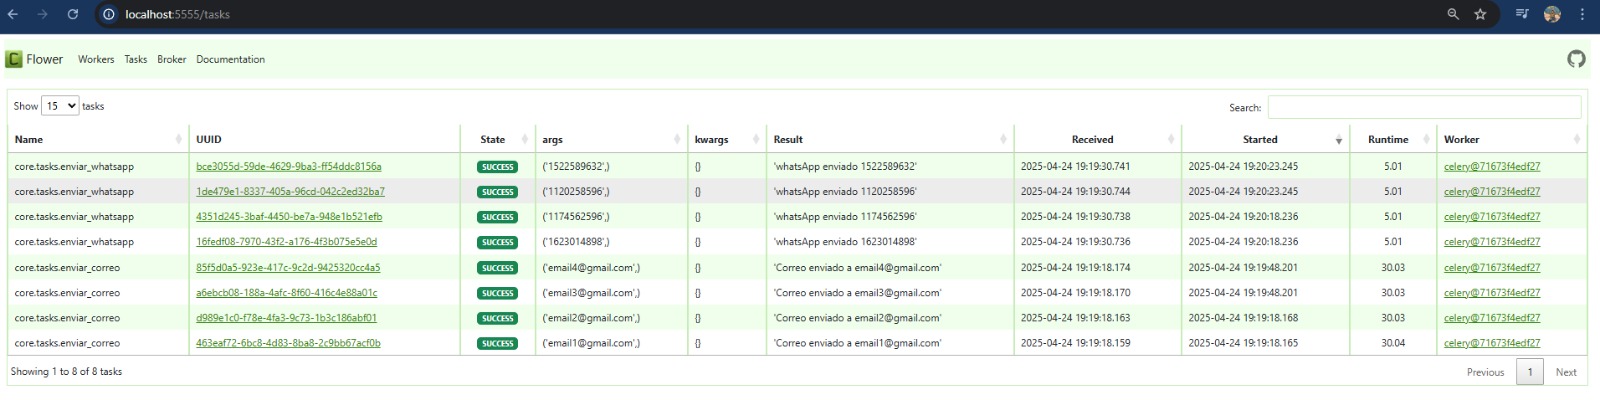 localhost:5555/tasks
Flower Workers Tasks Broker Documentation
Show 15 tasks Search:
Name UUID State args kwargs Result Received Started Runtime Worker
core.tasks.enviar_whatsapp bce3055d-59de-4629-9ba3-ff54ddc8156a SUCCESS ('1522589632',) {} 'whatsApp enviado 1522589632' 2025-04-24 19:19:30.741 2025-04-24 19:20:23.245 5.01 celery@71673f4edf27
core.tasks.enviar_whatsapp 1de479e1-8337-405a-96cd-042c2ed32ba7 SUCCESS ('1120258596',) {} 'whatsApp enviado 1120258596' 2025-04-24 19:19:30.744 2025-04-24 19:20:23.245 5.01 celery@71673f4edf27
core.tasks.enviar_whatsapp 4351d245-3baf-4450-be7a-948e1b521efb SUCCESS ('1174562596',) {} 'whatsApp enviado 1174562596' 2025-04-24 19:19:30.738 2025-04-24 19:20:18.236 5.01 celery@71673f4edf27
core.tasks.enviar_whatsapp 16fedf08-7970-43f2-a176-4f3b075e5e0d SUCCESS ('1623014898',) {} 'whatsApp enviado 1623014898' 2025-04-24 19:19:30.736 2025-04-24 19:20:18.236 5.01 celery@71673f4edf27
core.tasks.enviar_correo 85f5d0a5-923e-417c-9c2d-9425320cc4a5 SUCCESS ('email4@gmail.com',) {} 'Correo enviado a email4@gmail.com' 2025-04-24 19:19:18.174 2025-04-24 19:19:48.201 30.03 celery@71673f4edf27
core.tasks.enviar_correo a6ebcb08-188a-4afc-8f60-416c4e88a01c SUCCESS ('email3@gmail.com',) {} 'Correo enviado a email3@gmail.com' 2025-04-24 19:19:18.170 2025-04-24 19:19:48.201 30.03 celery@71673f4edf27
core.tasks.enviar_correo d989e1c0-f78e-4fa3-9c73-1b3c186abf01 SUCCESS ('email2@gmail.com',) {} 'Correo enviado a email2@gmail.com' 2025-04-24 19:19:18.163 2025-04-24 19:19:18.168 30.03 celery@71673f4edf27
core.tasks.enviar_correo 463eaf72-6bc8-4d83-8ba8-2c9bb67acf0b SUCCESS ('email1@gmail.com',) {} 'Correo enviado a email1@gmail.com' 2025-04-24 19:19:18.159 2025-04-24 19:19:18.165 30.04 celery@71673f4edf27
Showing 1 to 8 of 8 tasks Previous 1 Next